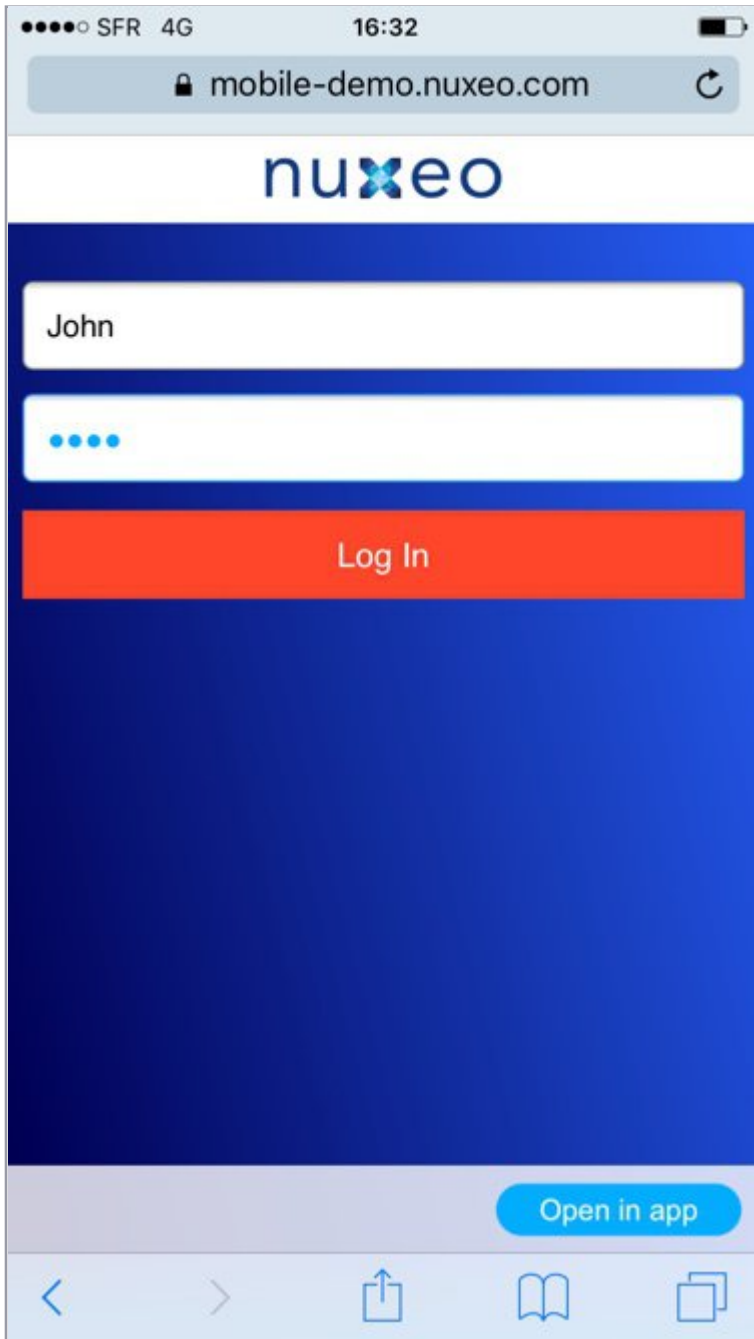 SFR 4G 16:32
mobile-demo.nuxeo.com
nuxeo
John
••••
Log In
Open in app